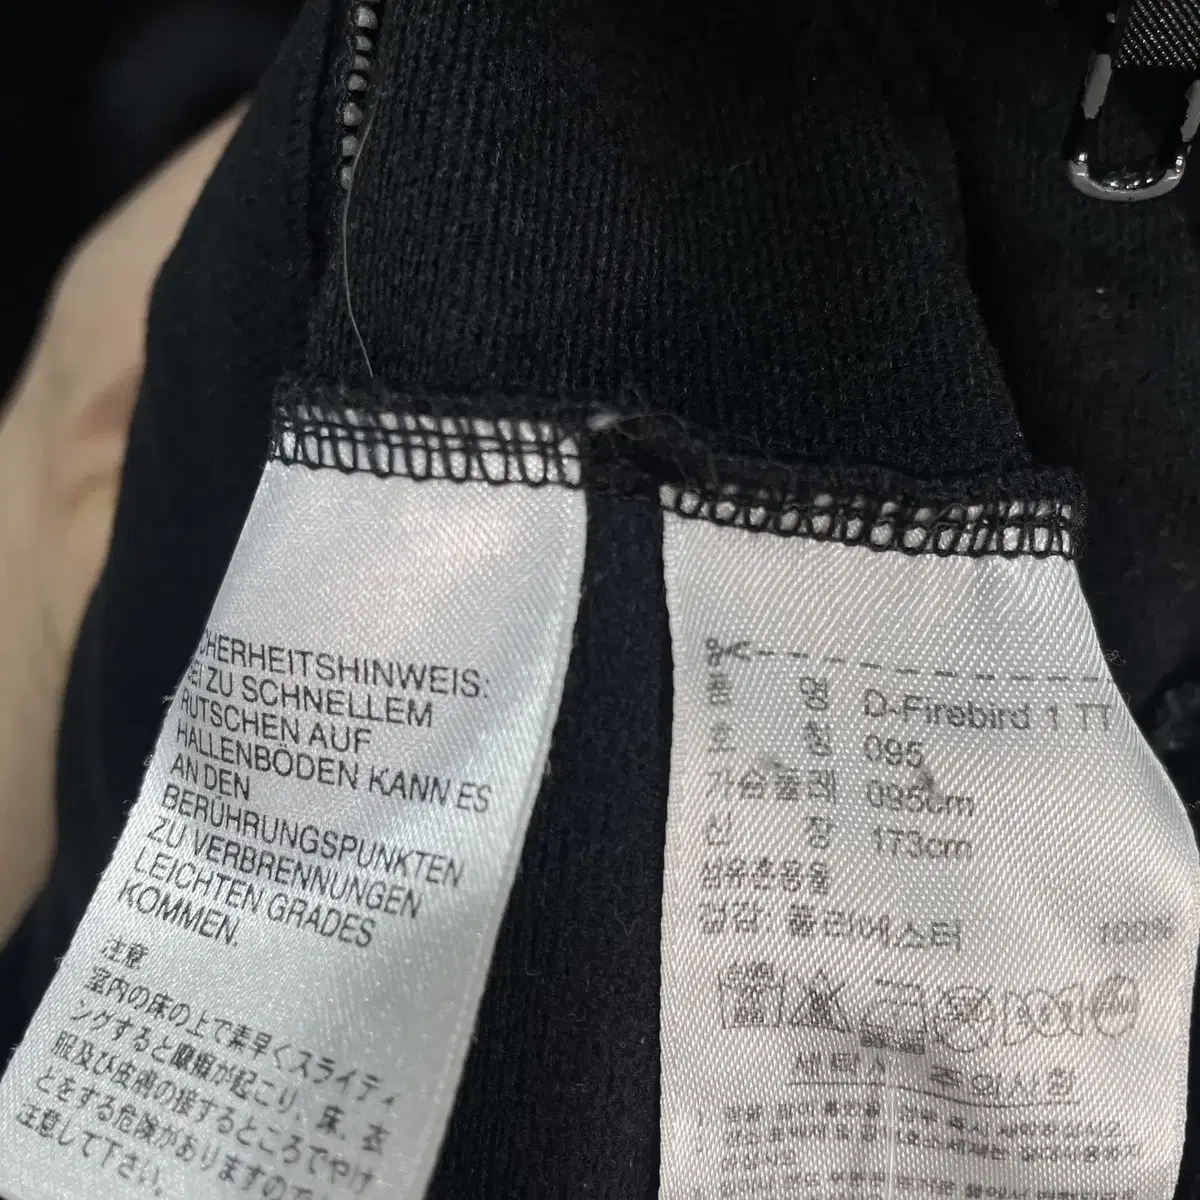 CHERHEITSHINWEIS:
EI ZU SCHNELLEM
RUTSCHEN AUF
HALLENBÖDEN KANN ES
AN DEN
BERÜHRUNGSPUNKTEN
ZU VERBRENNUNGEN
LEICHTEN GRADES
KOMMEN.
注意
室内の床の上で素早くスライディ
ングすると摩擦が起こり、床、衣
服及び皮膚の接するところでやけ
どをする危険がありますので
注意して下さい。
품 명 D-Firebird 1 TT
호 칭 095
가슴둘레 095cm
신 장 173cm
섬유혼용율
겉감 폴리에스터 100%
세탁시 주의사항